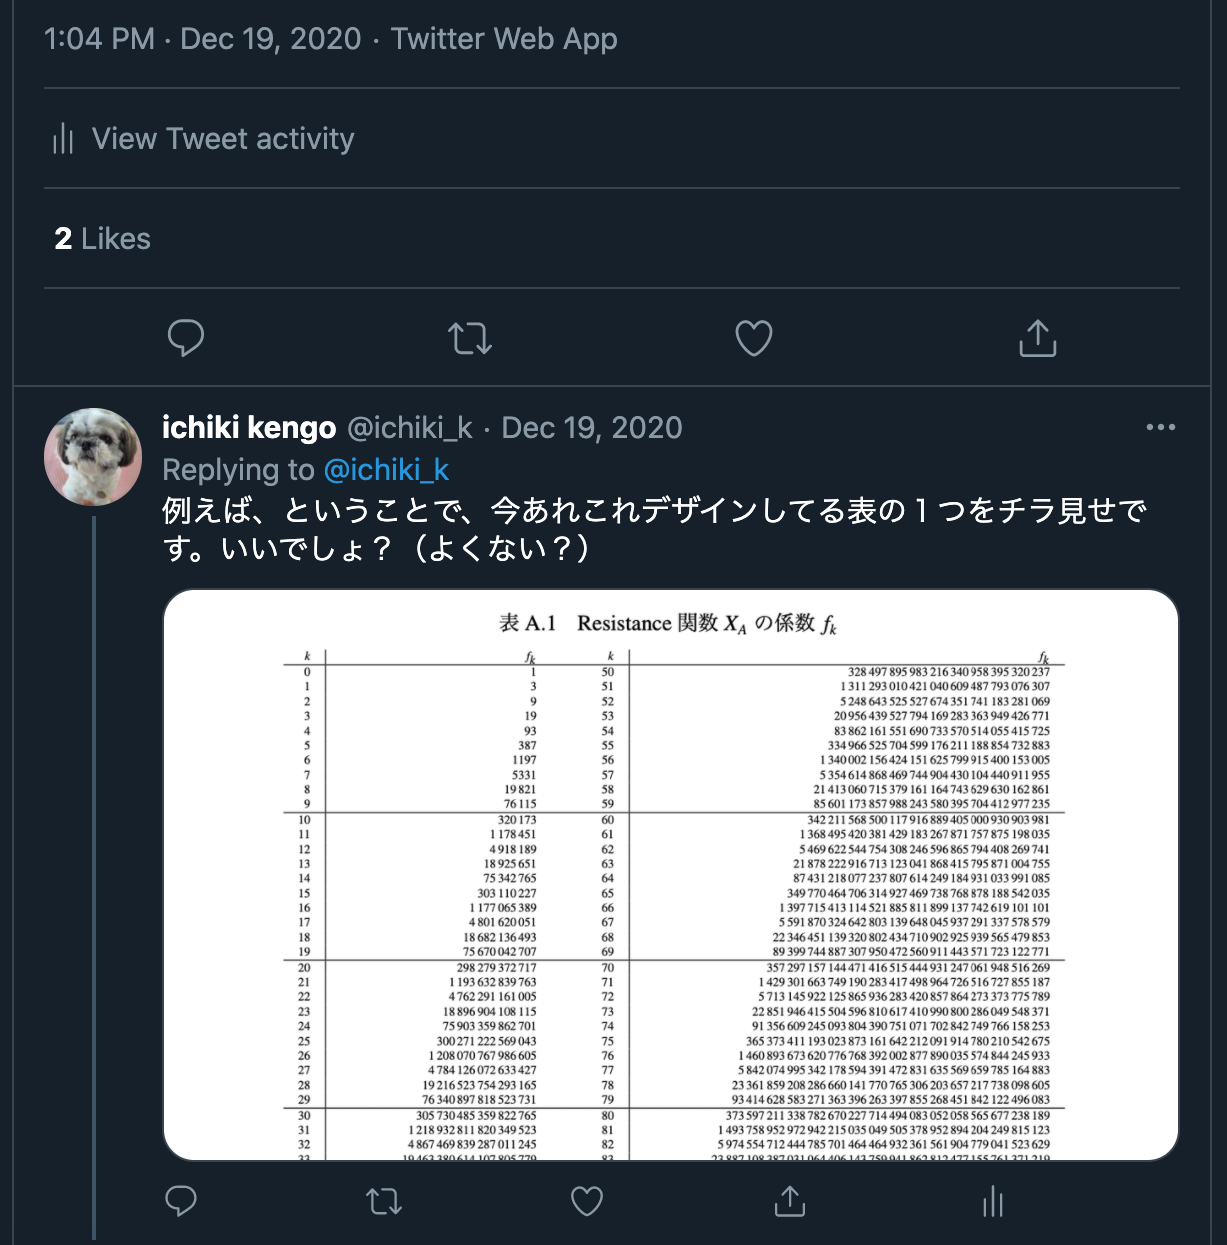 1:04 PM · Dec 19, 2020 · Twitter Web App
View Tweet activity
2 Likes
ichiki kengo @ichiki_k · Dec 19, 2020
Replying to @ichiki_k
例えば、ということで、今あれこれデザインしてる表の１つをチラ見せで
す。いいでしょ？（よくない？）
表 A.1 Resistance 関数 X_A の係数 f_k
k f_k k f_k
0 1 50 328 497 895 983 216 340 958 395 320 237
1 3 51 1 311 293 010 421 040 609 487 793 076 307
2 9 52 5 248 643 525 527 674 351 741 183 281 069
3 19 53 20 956 439 527 794 169 283 363 949 426 771
4 93 54 83 862 161 551 690 733 570 514 055 415 725
5 387 55 334 966 525 704 599 176 211 188 854 732 883
6 1197 56 1 340 002 156 424 151 625 799 915 400 153 005
7 5331 57 5 354 614 868 469 744 904 430 104 440 911 955
8 19 821 58 21 413 060 715 379 161 164 743 629 630 162 861
9 76 115 59 85 601 173 857 988 243 580 395 704 412 977 235
10 320 173 60 342 211 568 500 117 916 889 405 000 930 903 981
11 1 178 451 61 1 368 495 420 381 429 183 267 871 757 875 198 035
12 4 918 189 62 5 469 622 544 754 308 246 596 865 794 408 269 741
13 18 925 651 63 21 878 222 916 713 123 041 868 415 795 871 004 755
14 75 342 765 64 87 431 218 077 237 807 614 249 184 931 033 991 085
15 303 110 227 65 349 770 464 706 314 927 469 738 768 878 188 542 035
16 1 177 065 389 66 1 397 715 413 114 521 885 811 899 137 742 619 101 101
17 4 801 620 051 67 5 591 870 324 642 803 139 648 045 937 291 337 578 579
18 18 682 136 493 68 22 346 451 139 320 802 434 710 902 925 939 565 479 853
19 75 670 042 707 69 89 399 744 887 307 950 472 560 911 443 571 723 122 771
20 298 279 372 717 70 357 297 157 144 471 416 515 444 931 247 061 948 516 269
21 1 193 632 839 763 71 1 429 301 663 749 190 283 417 498 964 726 516 727 855 187
22 4 762 291 161 005 72 5 713 145 922 125 865 936 283 420 857 864 273 373 775 789
23 18 896 904 108 115 73 22 851 946 415 504 596 810 617 410 990 800 286 049 548 371
24 75 903 359 862 701 74 91 356 609 245 093 804 390 751 071 702 842 749 766 158 253
25 300 271 222 569 043 75 365 373 411 193 023 873 161 642 212 091 914 780 210 542 675
26 1 208 070 767 986 605 76 1 460 893 673 620 776 768 392 002 877 890 035 574 844 245 933
27 4 784 126 072 633 427 77 5 842 074 995 342 178 594 391 472 831 635 569 659 785 164 883
28 19 216 523 754 293 165 78 23 361 859 208 286 660 141 770 765 306 203 657 217 738 098 605
29 76 340 897 818 523 731 79 93 414 628 583 271 363 396 263 397 855 268 451 842 122 496 083
30 305 730 485 359 822 765 80 373 597 211 338 782 670 227 714 494 083 052 058 565 677 238 189
31 1 218 932 811 820 349 523 81 1 493 758 952 972 942 215 035 049 505 378 952 894 204 249 815 123
32 4 867 469 839 287 011 245 82 5 974 554 712 444 785 701 464 464 932 361 561 904 779 041 523 629
33 83